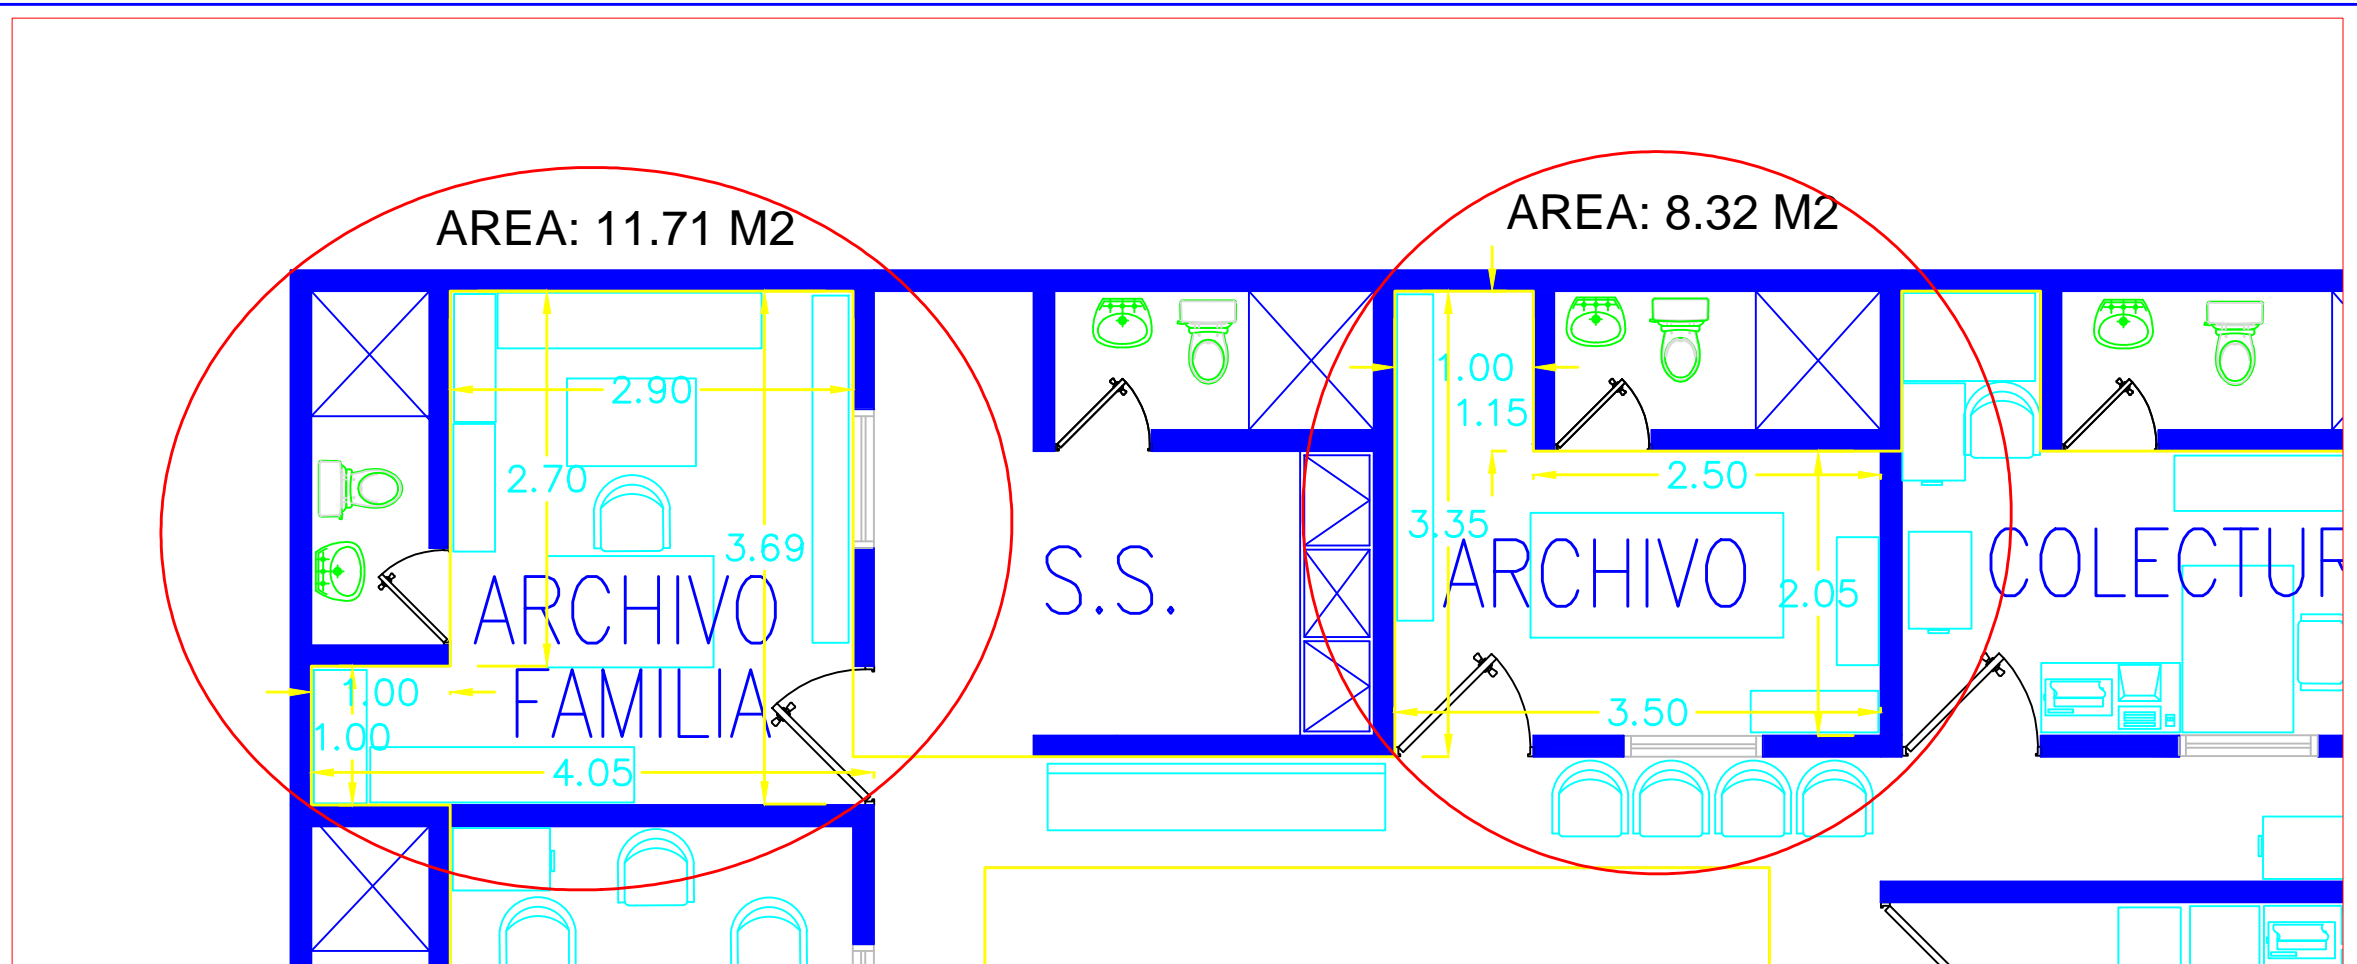 AREA: 11.71 M2
AREA: 8.32 M2
2.90
1.00
1.15
2.70
2.50
3.69
3.35
ARCHIVO
FAMILIA
S.S.
ARCHIVO
2.05
COLECTUR
1.00
1.00
3.50
4.05